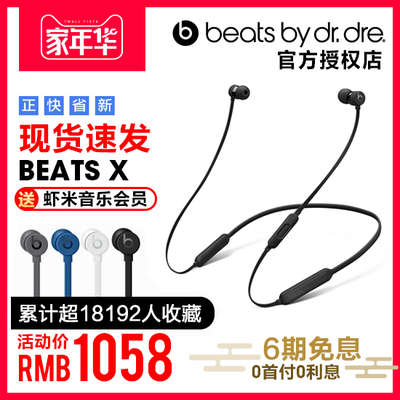 家年华
beats by dr. dre.
官方授权店
正 快 省 新
现货速发
BEATS X
送 虾米音乐会员
累计超18192人收藏
活动价
RMB1058
6期免息
0首付0利息